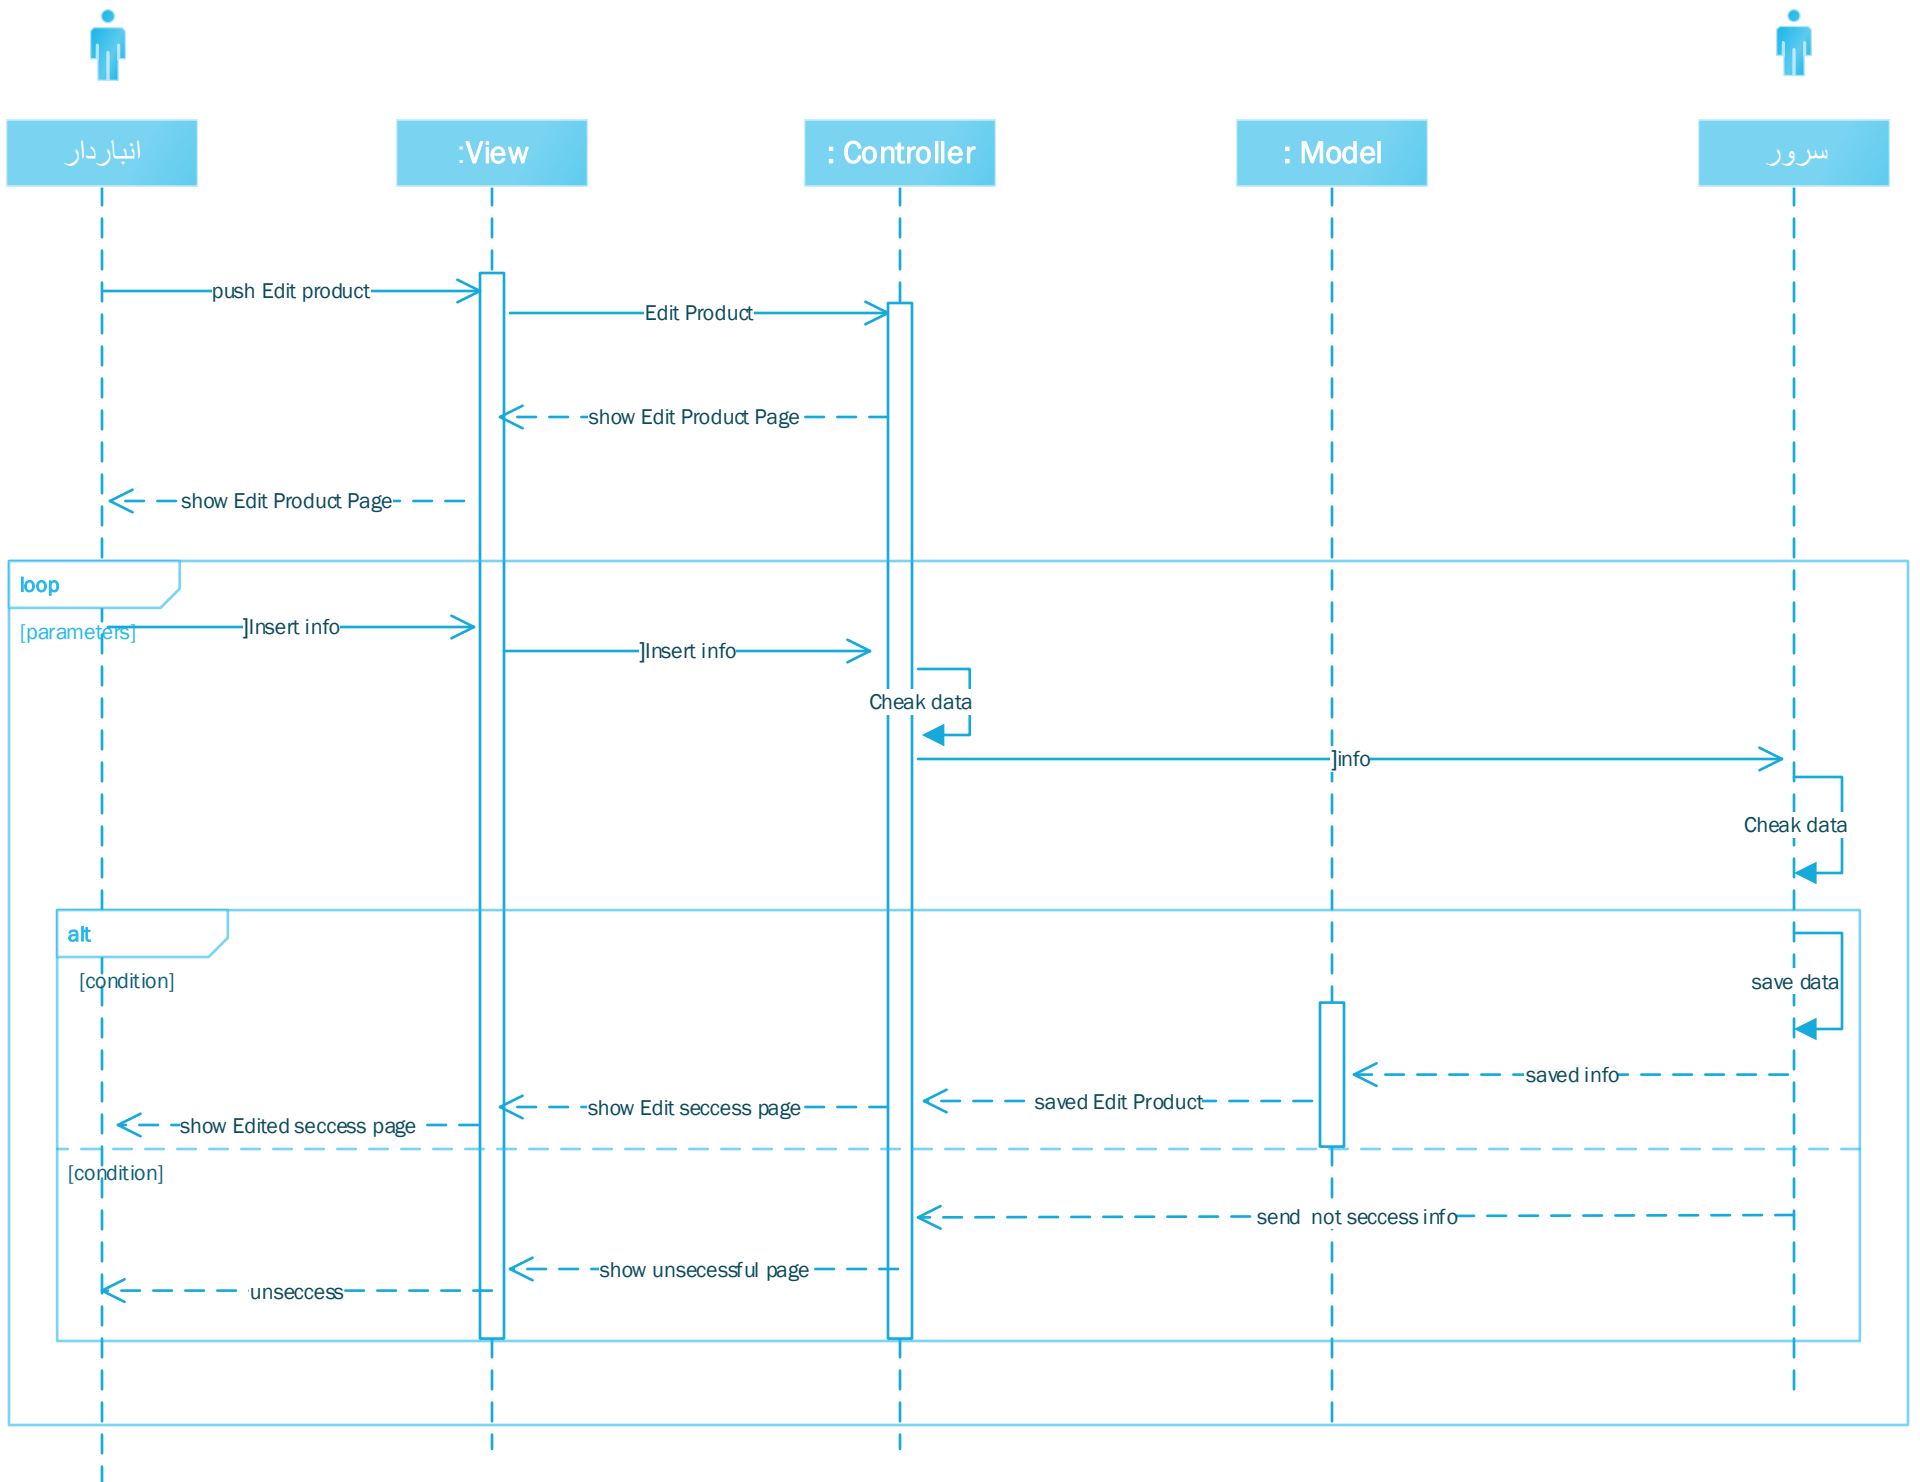 انباردار
:View
: Controller
: Model
سرور
push Edit product
Edit Product
show Edit Product Page
show Edit Product Page
loop
[parameters]
]Insert info
]Insert info
Cheak data
]info
Cheak data
alt
[condition]
save data
saved info
saved Edit Product
show Edit seccess page
show Edited seccess page
[condition]
send  not seccess info
show unsecessful page
unseccess